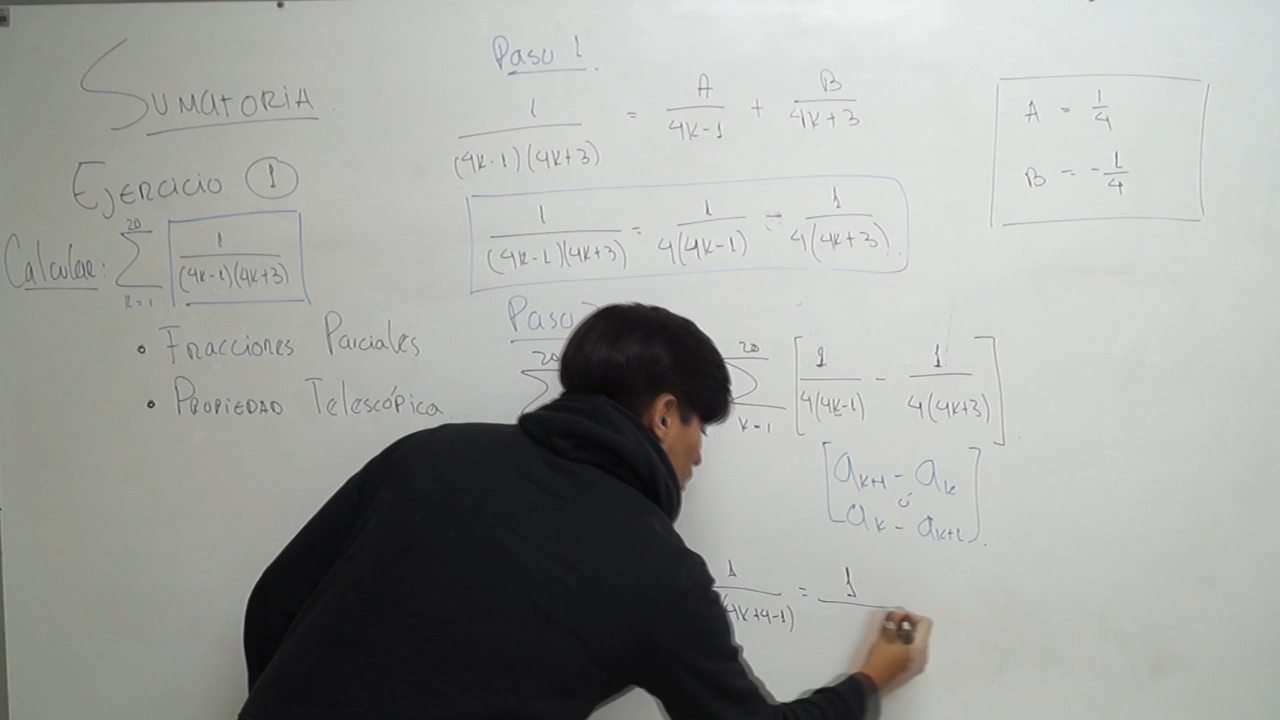 SUMATORIA
EJERCICIO 1
Calcular: 20 ∑ k=1 1/((4k-1)(4k+3))
• Fracciones Parciales
• Propiedad Telescópica
Paso 1.
1/((4k-1)(4k+3)) = A/(4k-1) + B/(4k+3)
1/((4k-1)(4k+3)) = 1/(4(4k-1)) - 1/(4(4k+3))
A = 1/4
B = -1/4
Paso
20 ∑ 20 ∑ k=1 [1/(4(4k-1)) - 1/(4(4k+3))]
[a_{k+1} - a_k
ó
a_k - a_{k+1}]
1/(4k+4-1) = 1